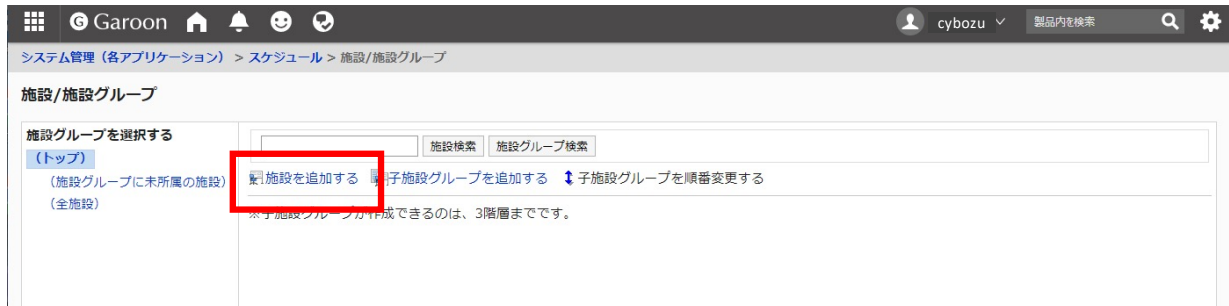 Garoon cybozu 製品内を検索
システム管理（各アプリケーション） > スケジュール > 施設/施設グループ
施設/施設グループ
施設グループを選択する
（トップ）
（施設グループに未所属の施設）
（全施設）
施設検索 施設グループ検索
施設を追加する 子施設グループを追加する 子施設グループを順番変更する
※子施設グループが作成できるのは、3階層までです。